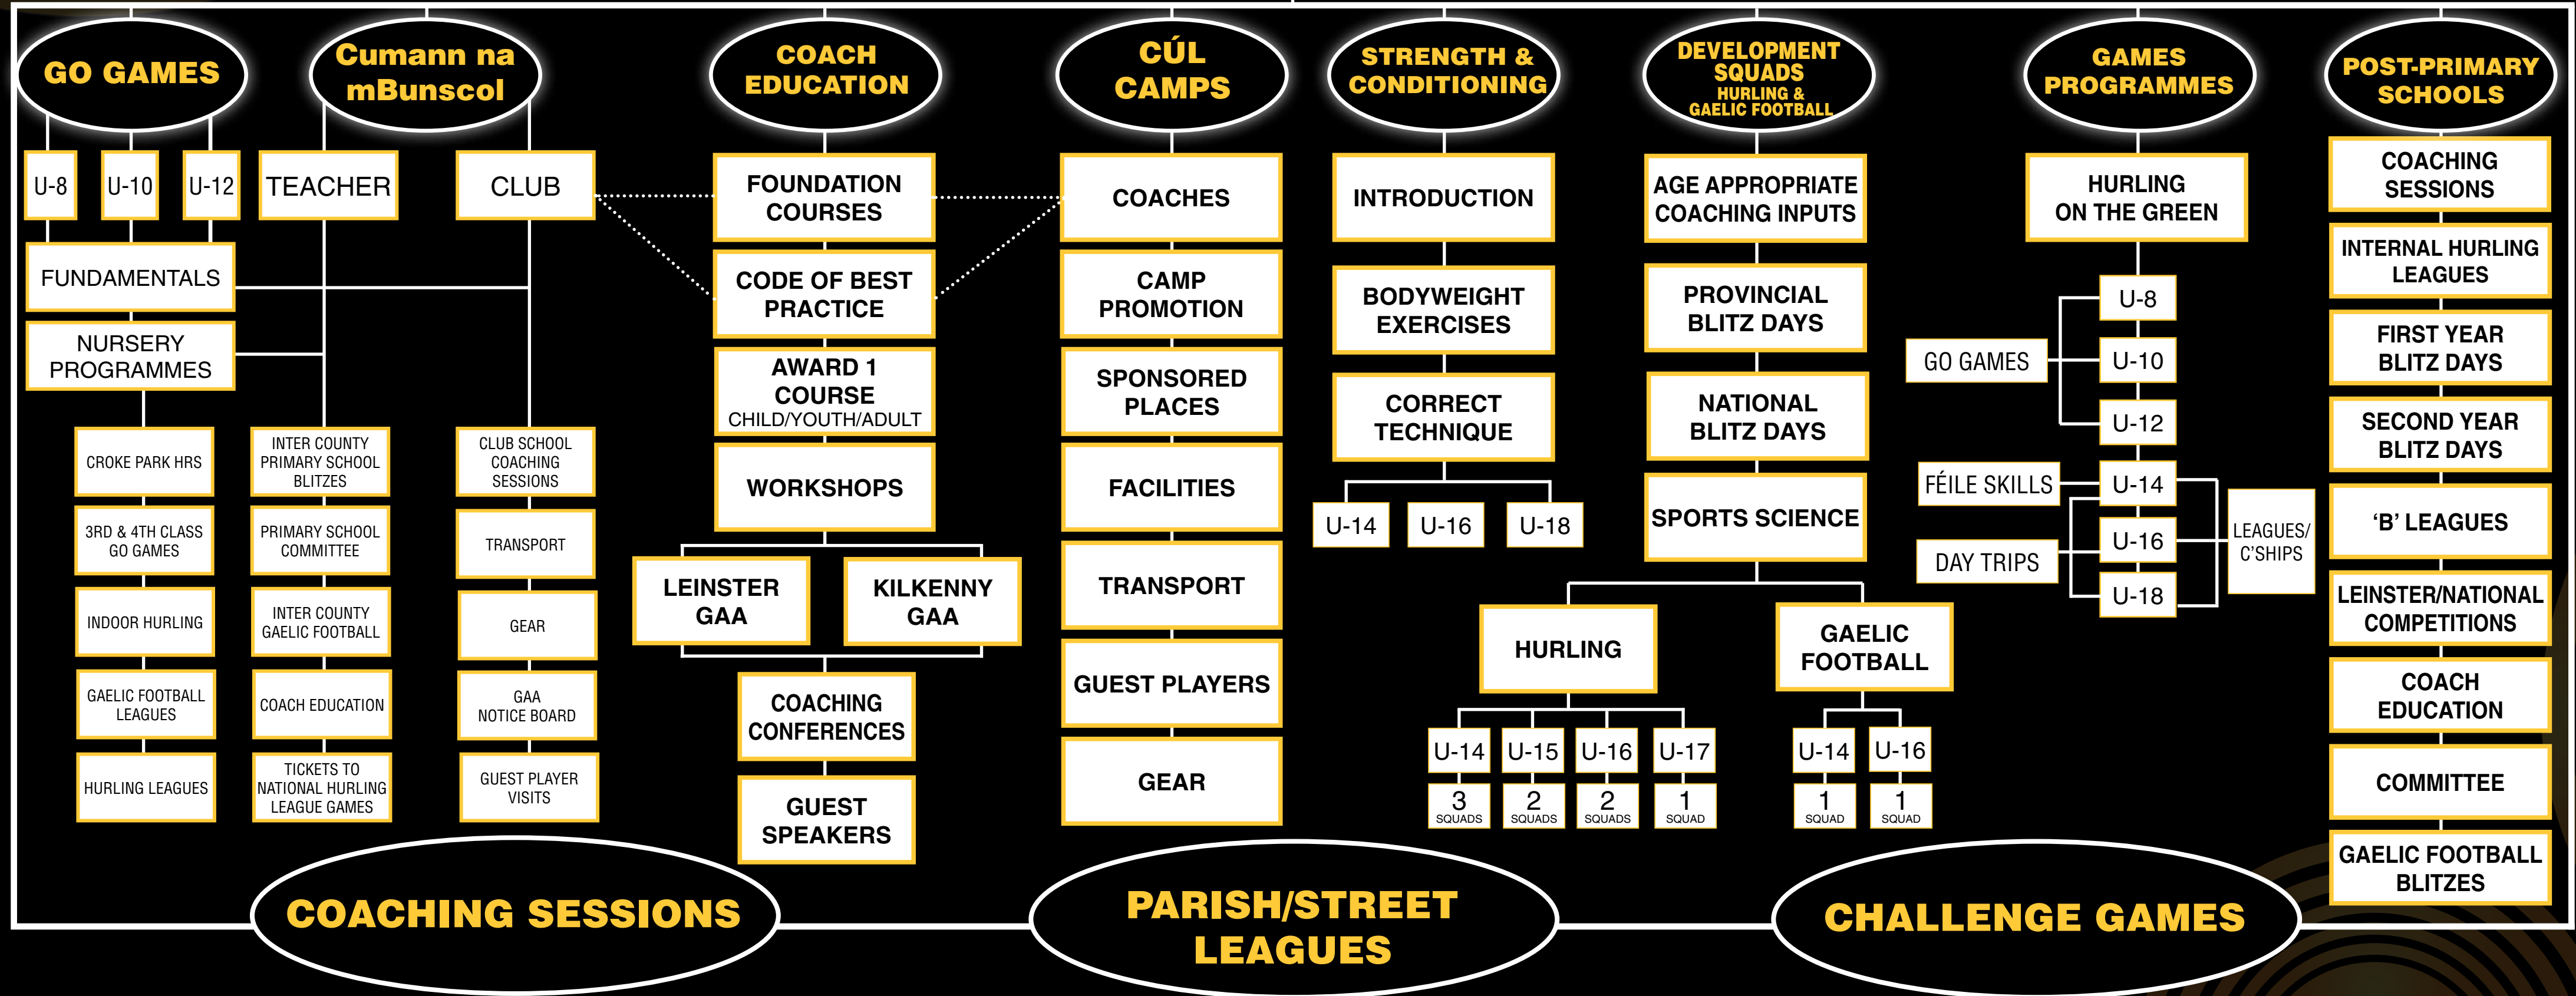 GO GAMES
U-8
U-10
U-12
FUNDAMENTALS
NURSERY
PROGRAMMES
CROKE PARK HRS
3RD & 4TH CLASS
GO GAMES
INDOOR HURLING
GAELIC FOOTBALL
LEAGUES
HURLING LEAGUES
Cumann na
mBunscol
TEACHER
INTER COUNTY
PRIMARY SCHOOL
BLITZES
PRIMARY SCHOOL
COMMITTEE
INTER COUNTY
GAELIC FOOTBALL
COACH EDUCATION
TICKETS TO
NATIONAL HURLING
LEAGUE GAMES
CLUB
CLUB SCHOOL
COACHING
SESSIONS
TRANSPORT
GEAR
GAA
NOTICE BOARD
GUEST PLAYER
VISITS
COACH
EDUCATION
FOUNDATION
COURSES
CODE OF BEST
PRACTICE
AWARD 1
COURSE
CHILD/YOUTH/ADULT
WORKSHOPS
LEINSTER
GAA
KILKENNY
GAA
COACHING
CONFERENCES
GUEST
SPEAKERS
CÚL
CAMPS
COACHES
CAMP
PROMOTION
SPONSORED
PLACES
FACILITIES
TRANSPORT
GUEST PLAYERS
GEAR
STRENGTH &
CONDITIONING
INTRODUCTION
BODYWEIGHT
EXERCISES
CORRECT
TECHNIQUE
U-14
U-16
U-18
DEVELOPMENT
SQUADS
HURLING &
GAELIC FOOTBALL
AGE APPROPRIATE
COACHING INPUTS
PROVINCIAL
BLITZ DAYS
NATIONAL
BLITZ DAYS
SPORTS SCIENCE
HURLING
U-14
U-15
U-16
U-17
3
SQUADS
2
SQUADS
2
SQUADS
1
SQUAD
GAELIC
FOOTBALL
U-14
U-16
1
SQUAD
1
SQUAD
GAMES
PROGRAMMES
HURLING
ON THE GREEN
U-8
GO GAMES
U-10
U-12
FÉILE SKILLS
U-14
U-16
DAY TRIPS
U-18
LEAGUES/
C'SHIPS
POST-PRIMARY
SCHOOLS
COACHING
SESSIONS
INTERNAL HURLING
LEAGUES
FIRST YEAR
BLITZ DAYS
SECOND YEAR
BLITZ DAYS
‘B’ LEAGUES
LEINSTER/NATIONAL
COMPETITIONS
COACH
EDUCATION
COMMITTEE
GAELIC FOOTBALL
BLITZES
COACHING SESSIONS
PARISH/STREET
LEAGUES
CHALLENGE GAMES